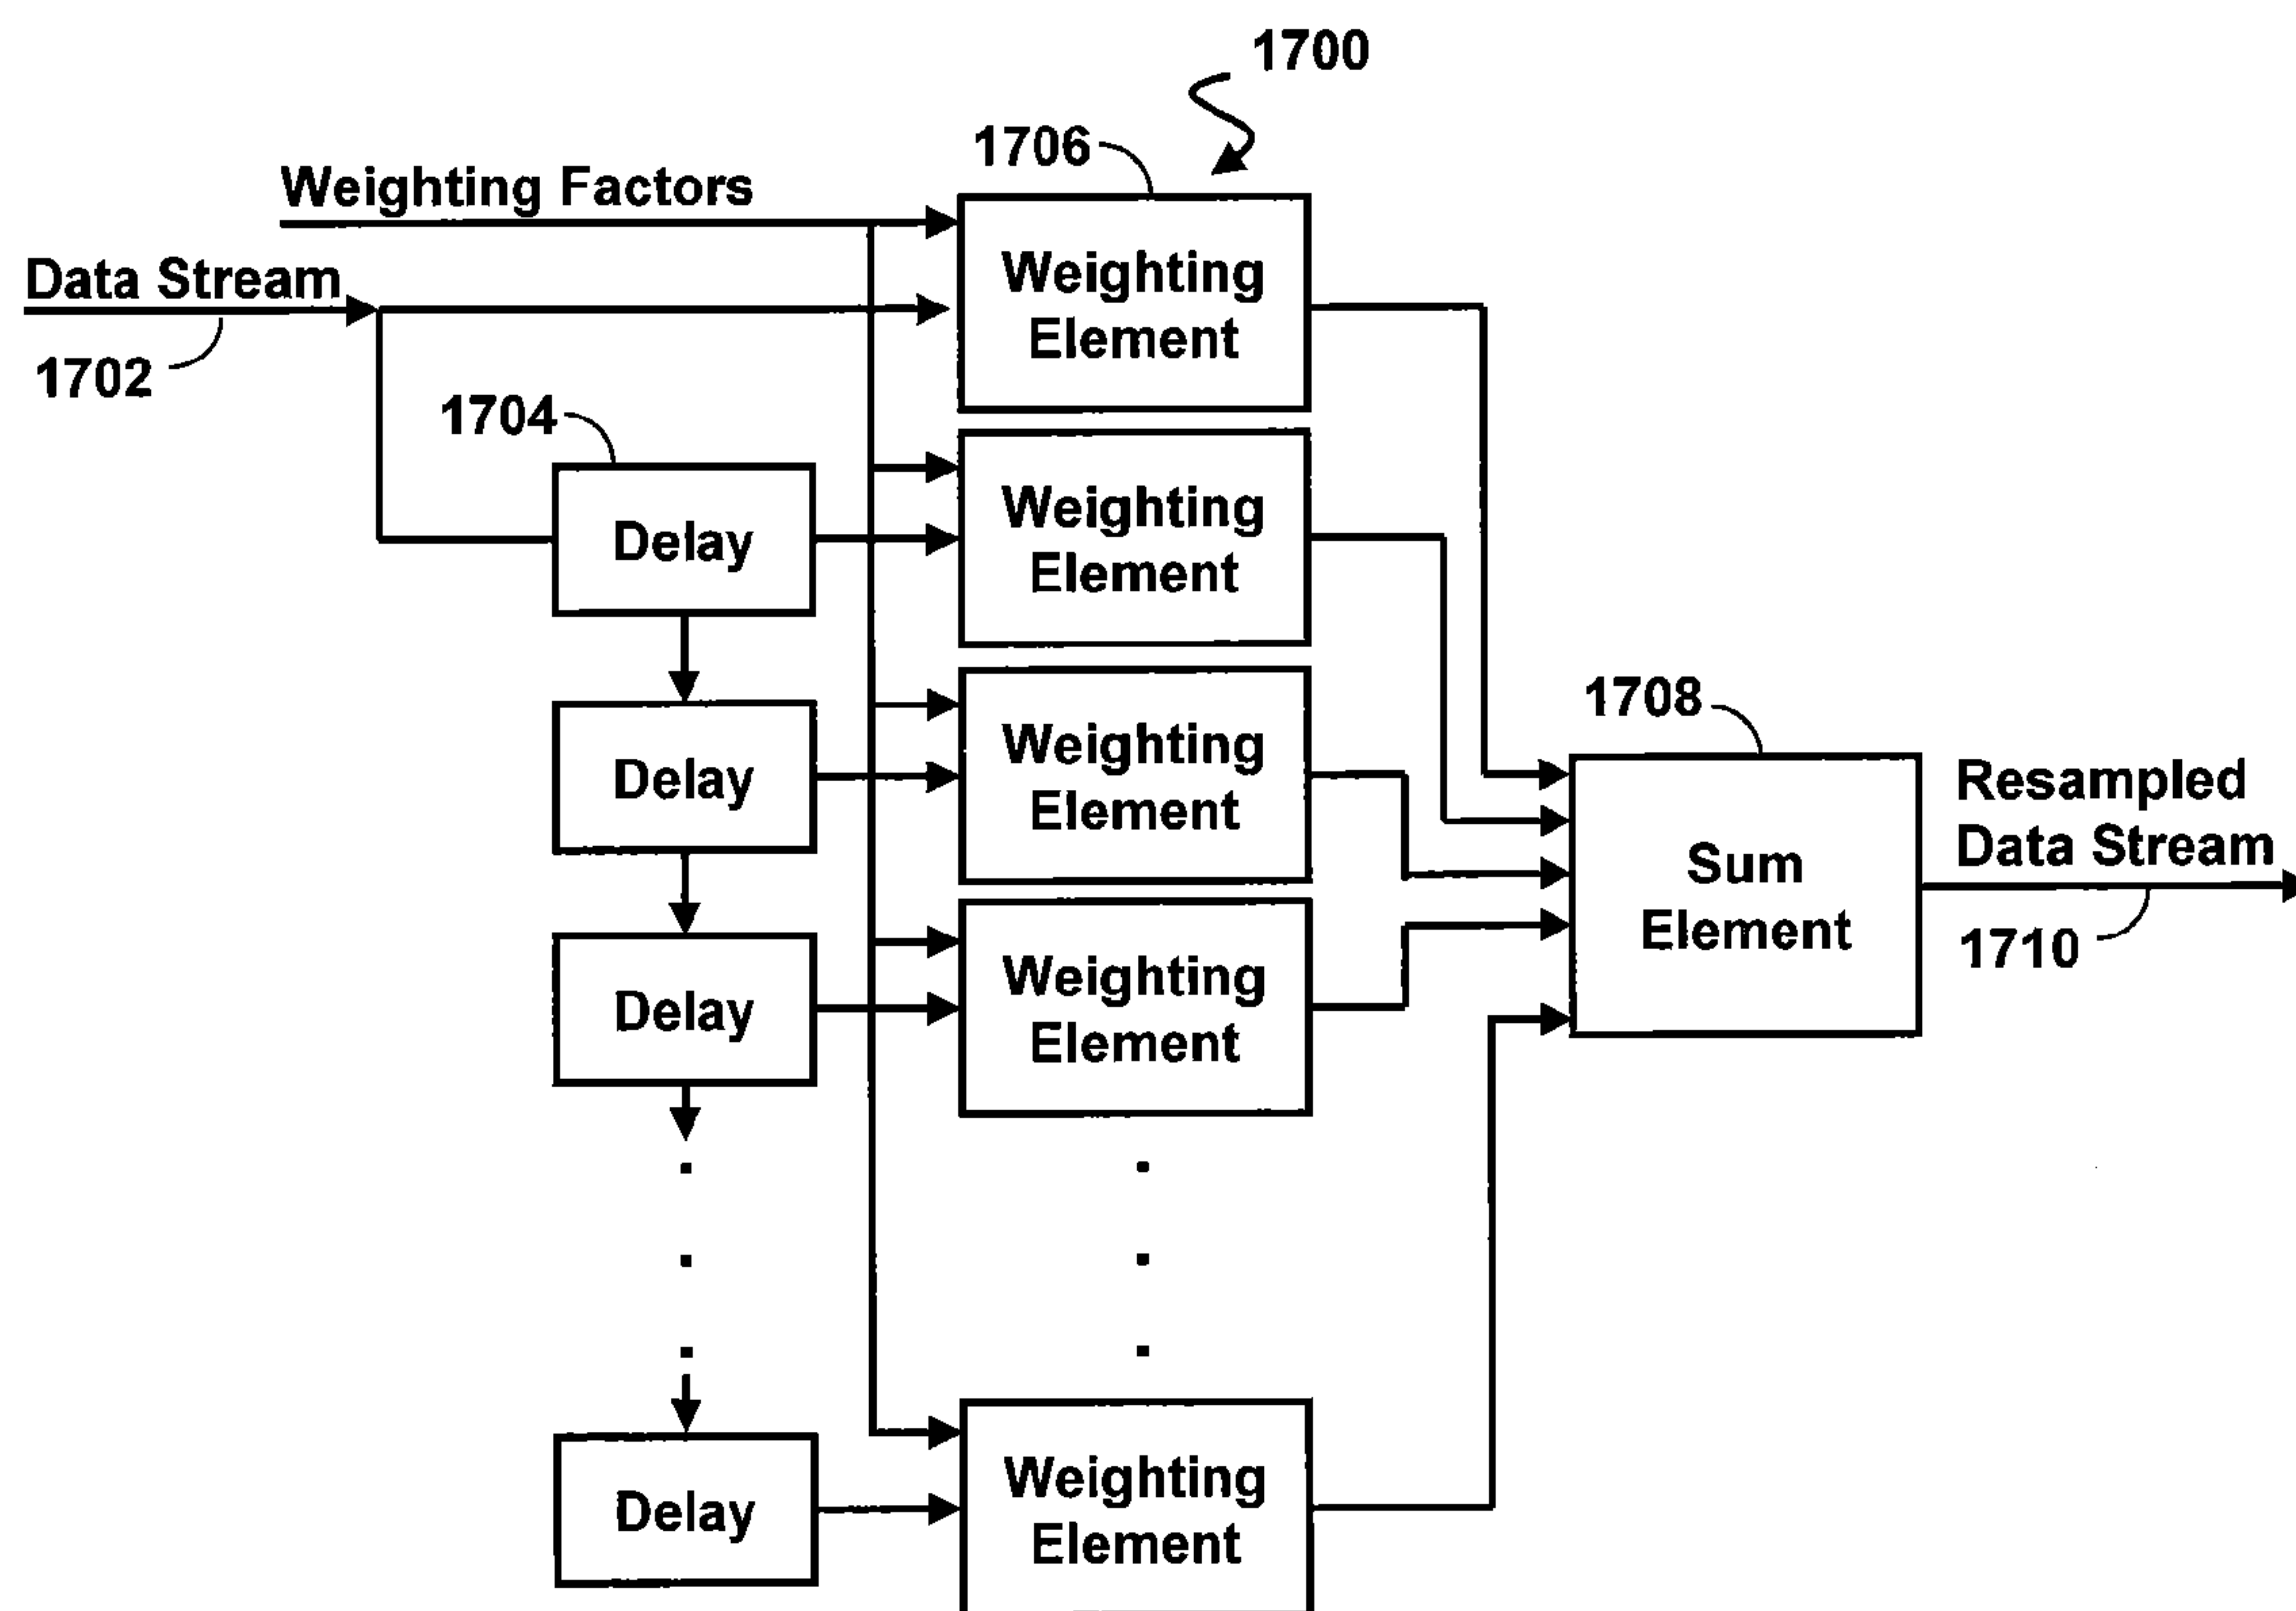 1700
1706
Weighting Factors
Data Stream
1702
Weighting
Element
1704
Delay
Weighting
Element
Delay
Weighting
Element
1708
Sum
Element
Resampled
Data Stream
1710
Delay
Weighting
Element
Delay
Weighting
Element